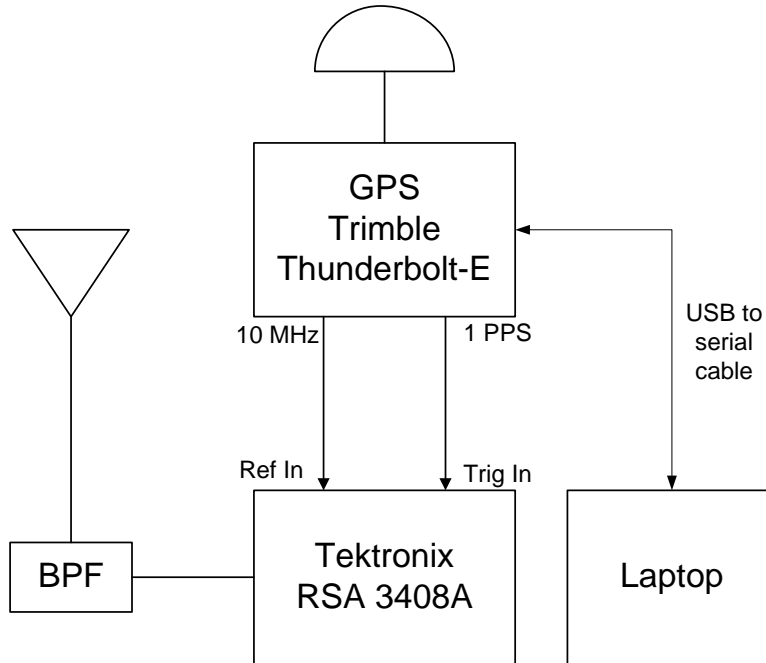 GPS
Trimble
Thunderbolt-E
10 MHz
1 PPS
USB to
serial
cable
Ref In
Trig In
BPF
Tektronix
RSA 3408A
Laptop